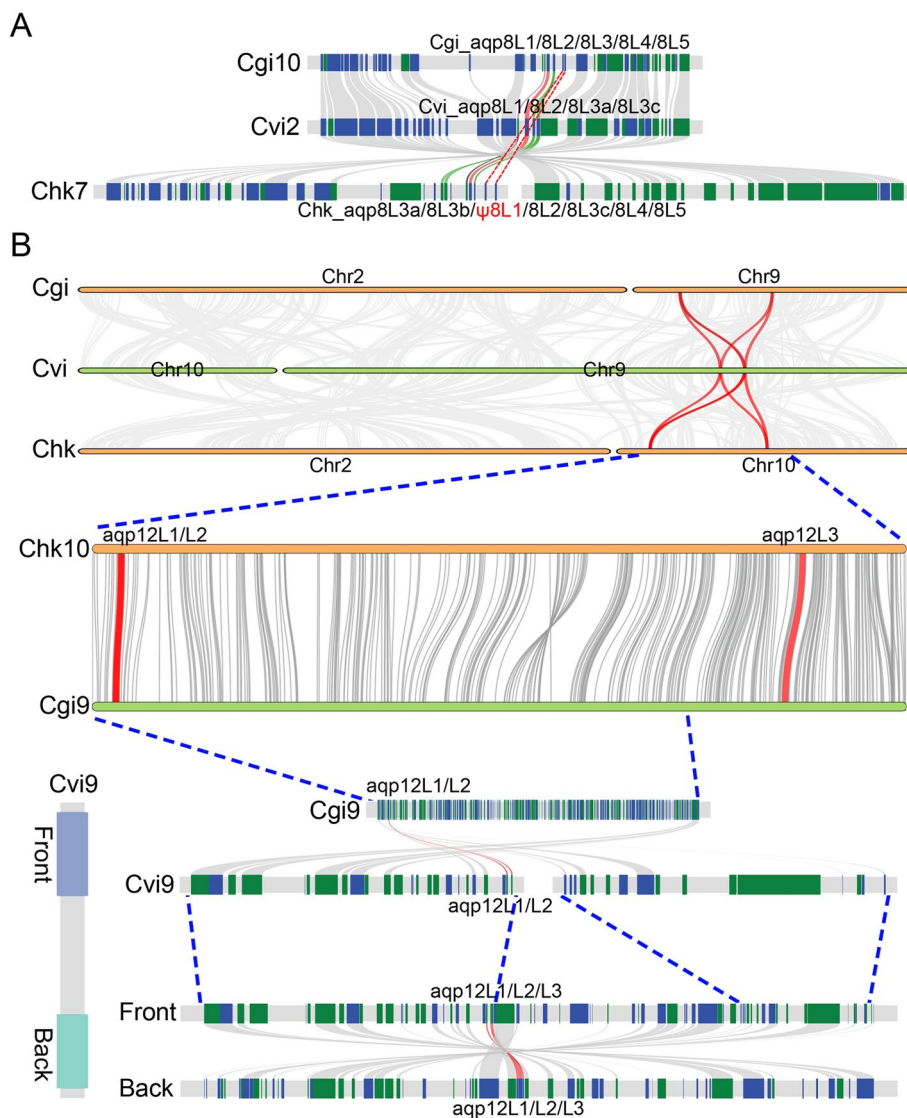 A
Cgi_aqp8L1/8L2/8L3/8L4/8L5
Cgi10
Cvi_aqp8L1/8L2/8L3a/8L3c
Cvi2
Chk7
Chk_aqp8L3a/8L3b/ψ8L1/8L2/8L3c/8L4/8L5
B
Cgi Chr2 Chr9
Cvi Chr10 Chr9
Chk Chr2 Chr10
aqp12L1/L2 aqp12L3
Chk10
Cgi9
Cvi9
Front
Back
aqp12L1/L2
Cgi9
Cvi9
aqp12L1/L2
aqp12L1/L2/L3
Front
Back
aqp12L1/L2/L3